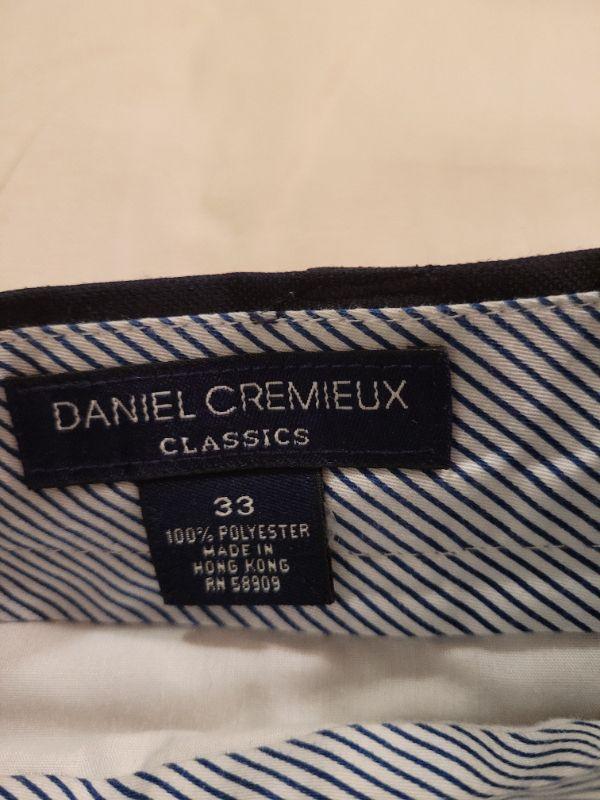 DANIEL CREMIEUX
CLASSICS
33
100% POLYESTER
MADE IN
HONG KONG
RN 58909